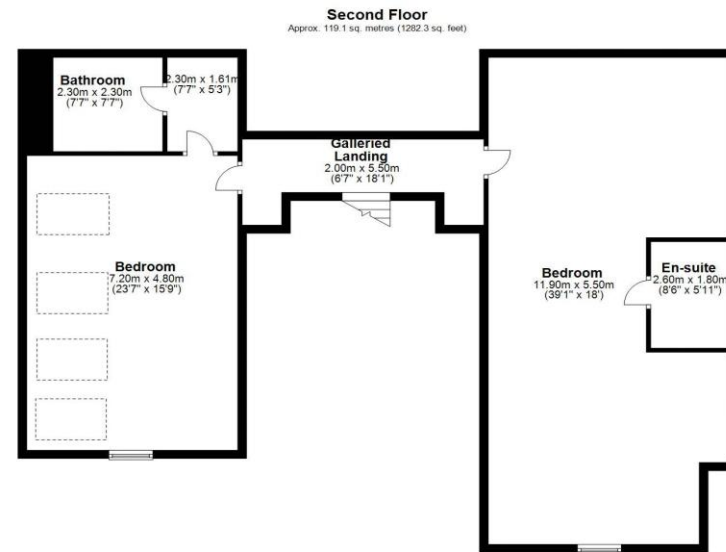 Second Floor
Approx. 119.1 sq. metres (1282.3 sq. feet)
Bathroom
2.30m x 2.30m
(7'7" x 7'7")
2.30m x 1.61m
(7'7" x 5'3")
Galleried
Landing
2.00m x 5.50m
(6'7" x 18'1")
Bedroom
7.20m x 4.80m
(23'7" x 15'9")
Bedroom
11.90m x 5.50m
(39'1" x 18')
En-suite
2.60m x 1.80m
(8'6" x 5'11")